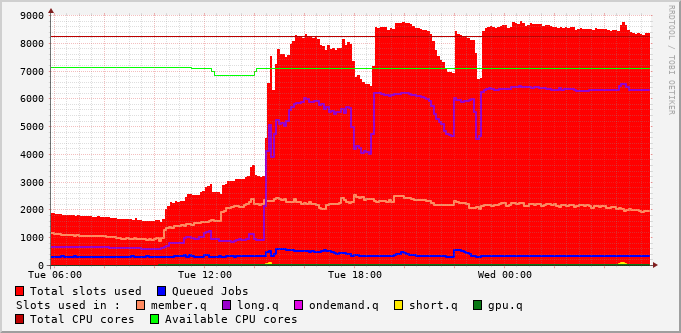 9000
8000
7000
6000
5000
4000
3000
2000
1000
0
Tue 06:00 Tue 12:00 Tue 18:00 Wed 00:00
RRDTOOL / TOBI OETIKER
Total slots used Queued Jobs
Slots used in : member.q long.q ondemand.q short.q gpu.q
Total CPU cores Available CPU cores